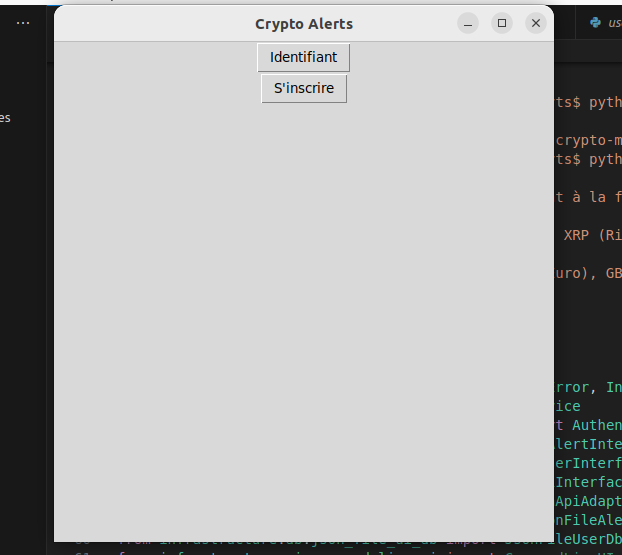 Crypto Alerts
Identifiant
S'inscrire
...
es
us
ts$ pyth
crypto-m
ts$ pyth
t à la f
XRP (Ri
uro), GB
rror, In
ice
t Authen
lertInte
erInterf
Interfac
ApiAdapt
nFileAle
ileUserDb